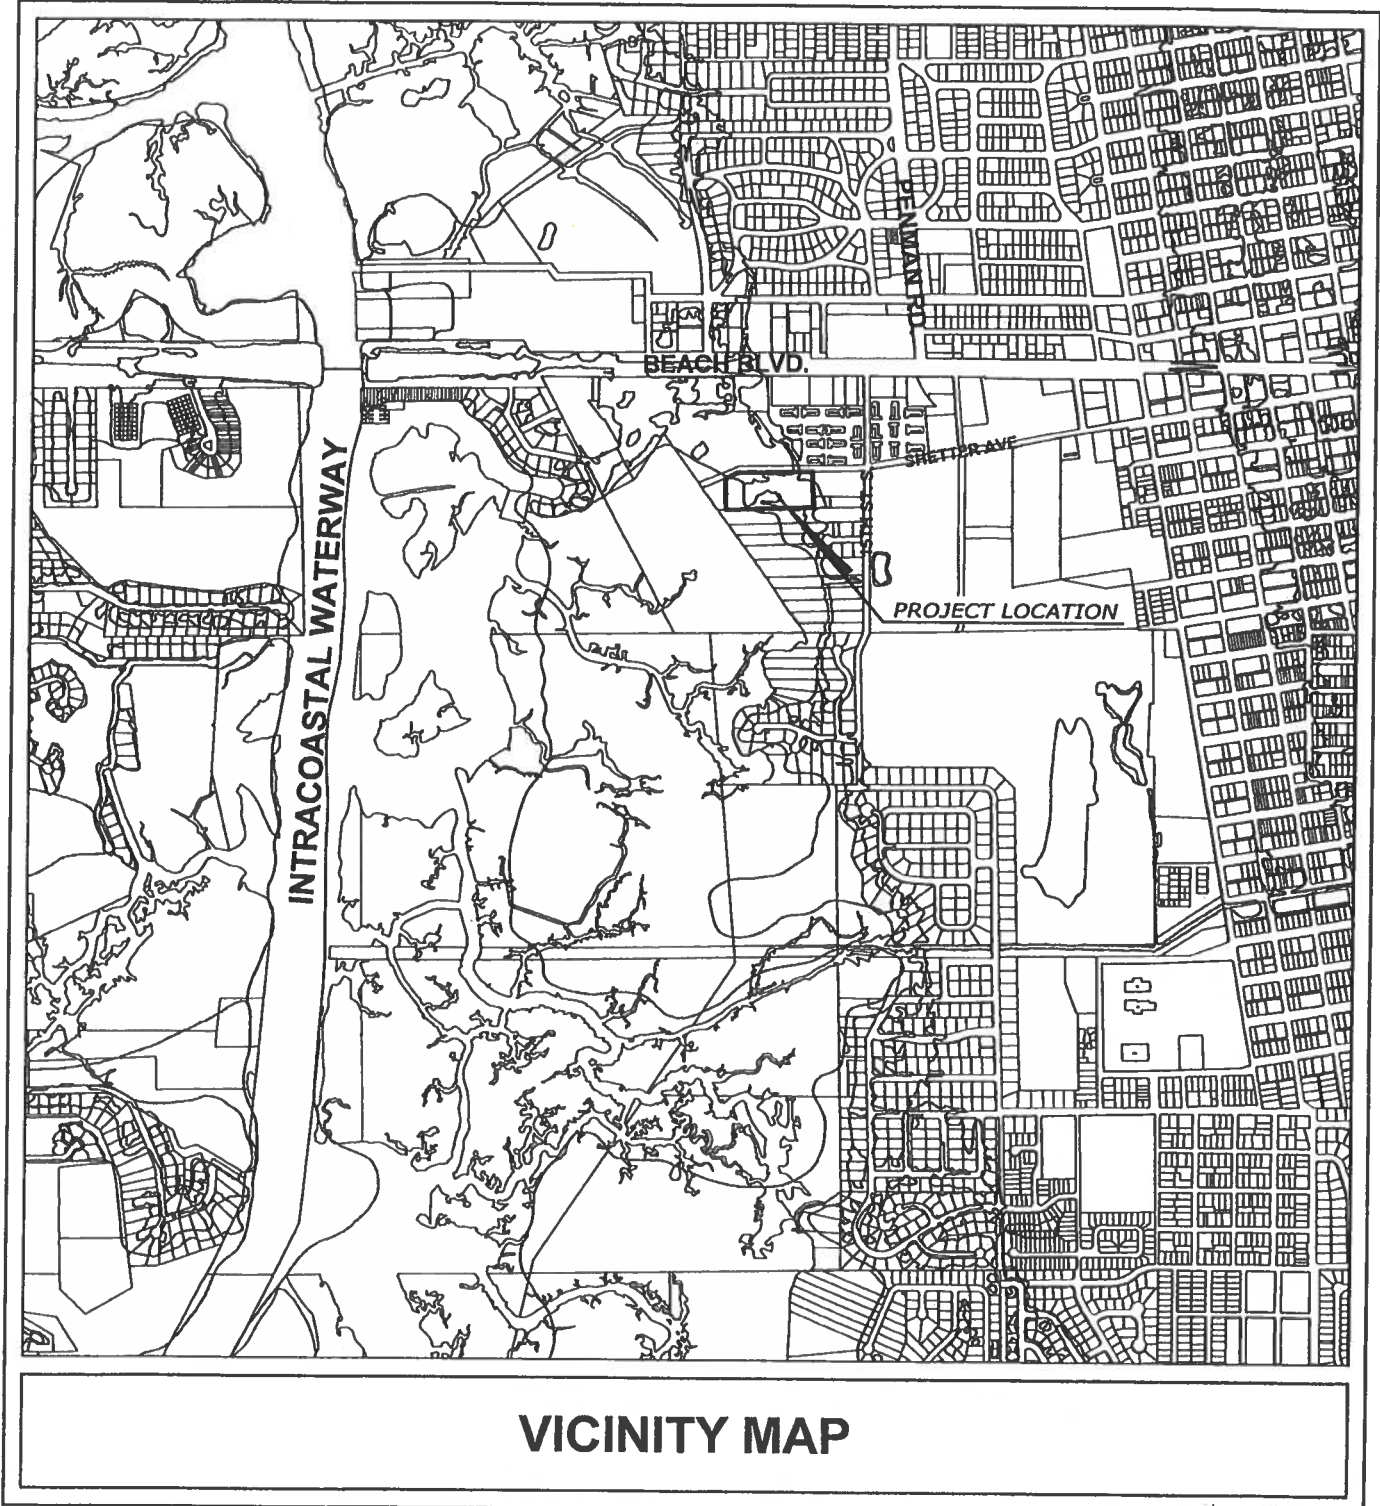 PENMAN RD.
BEACH BLVD.
SHETTER AVE
INTRACOASTAL WATERWAY
PROJECT LOCATION
VICINITY MAP